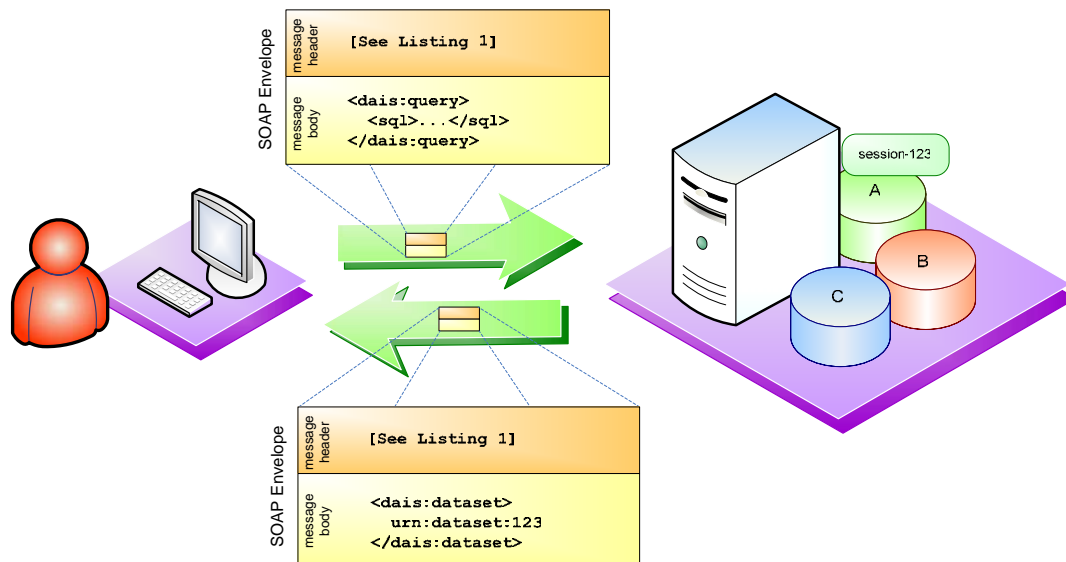 SOAP Envelope
message
header
[See Listing 1]
message
body
<dais:query>
<sql>...</sql>
</dais:query>
session-123
A
B
C
SOAP Envelope
message
header
[See Listing 1]
message
body
<dais:dataset>
urn:dataset:123
</dais:dataset>